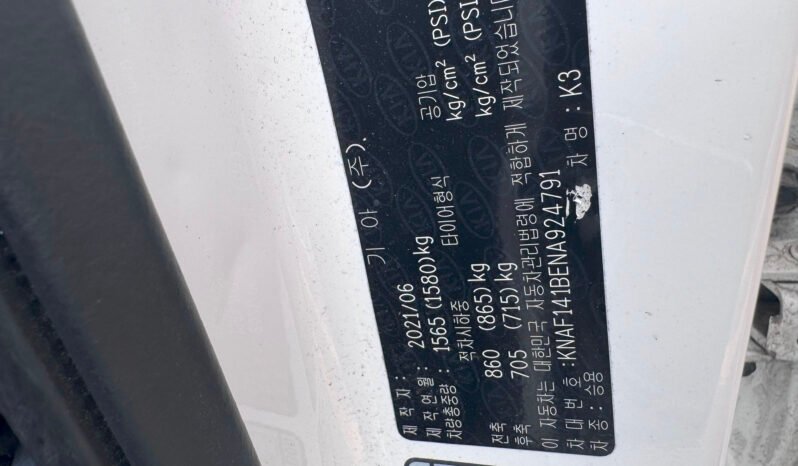 기 아 (주).
제 작 자 :
제 작 연 월 : 2021/06
차량총중량 : 1565 (1580)kg
적차시하중 타이어형식 공기압
kg/cm² (PSI)
전축 860 (865)kg kg/cm² (PSI)
후축 705 (715)kg
이 자동차는 대한민국 자동차관리법령에 적합하게 제작되었습니다
차 대 번 호 :KNAF141BENA924791
차 종 : 승용 차 명 : K3